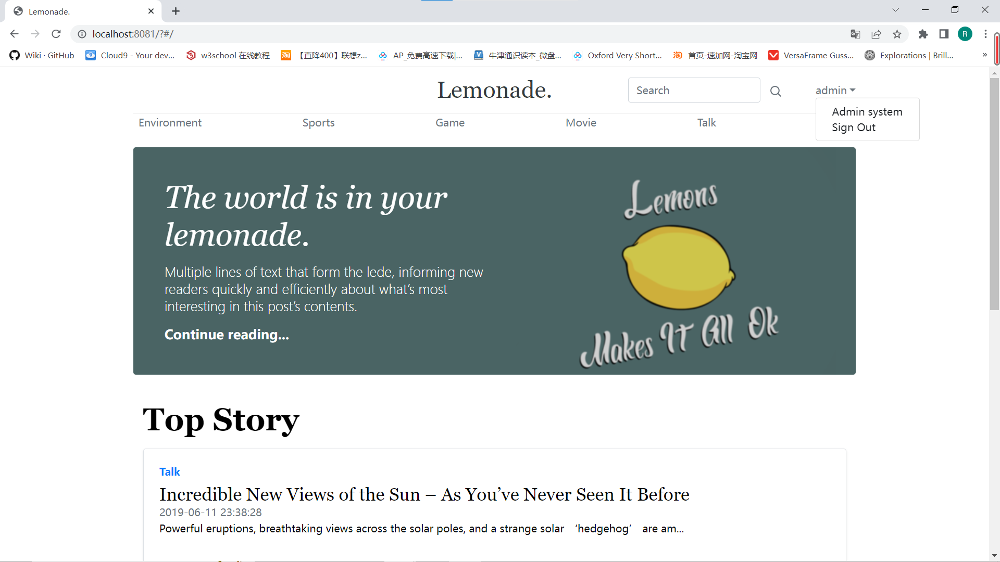 Lemonade.
localhost:8081/?#/
R
Wiki · GitHub
Cloud9 - Your dev...
w3school 在线教程
【直降400】联想z...
AP_免费高速下载|...
牛津通识读本_微盘...
Oxford Very Short...
首页-速加网-淘宝网
VersaFrame Guss...
Explorations | Brill...
»
Lemonade.
Search
admin
Admin system
Sign Out
Environment
Sports
Game
Movie
Talk
The world is in your
lemonade.
Multiple lines of text that form the lede, informing new
readers quickly and efficiently about what’s most
interesting in this post’s contents.
Continue reading...
Lemons
Makes IT All Ok
Top Story
Talk
Incredible New Views of the Sun – As You’ve Never Seen It Before
2019-06-11 23:38:28
Powerful eruptions, breathtaking views across the solar poles, and a strange solar ‘hedgehog’ are am...